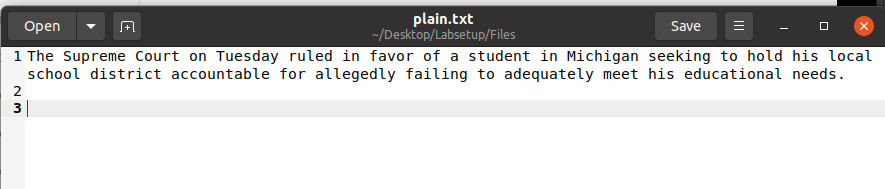 Open
plain.txt
~/Desktop/Labsetup/Files
Save
1 The Supreme Court on Tuesday ruled in favor of a student in Michigan seeking to hold his local
school district accountable for allegedly failing to adequately meet his educational needs.
2
3